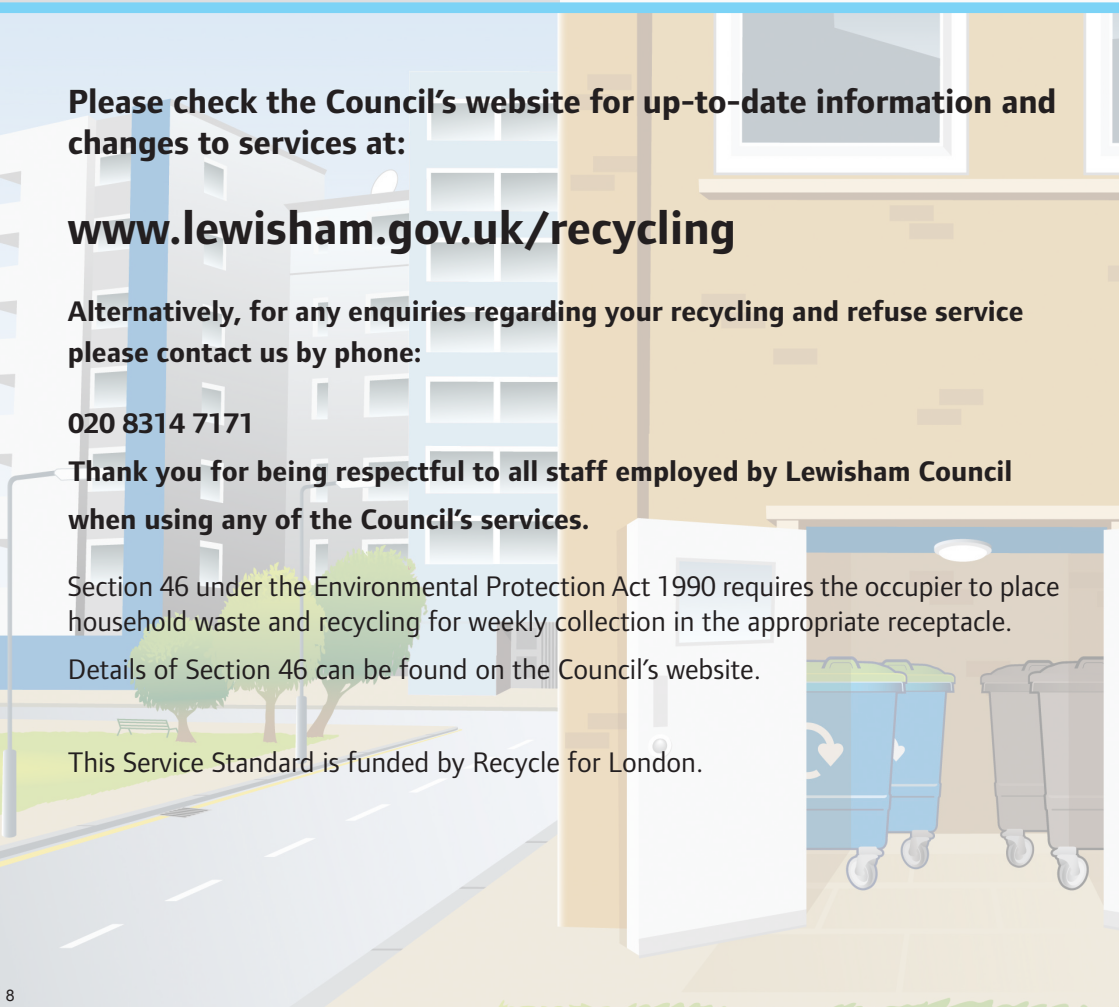 Please check the Council's website for up-to-date information and
changes to services at:
www.lewisham.gov.uk/recycling
Alternatively, for any enquiries regarding your recycling and refuse service
please contact us by phone:
020 8314 7171
Thank you for being respectful to all staff employed by Lewisham Council
when using any of the Council's services.
Section 46 under the Environmental Protection Act 1990 requires the occupier to place
household waste and recycling for weekly collection in the appropriate receptacle.
Details of Section 46 can be found on the Council's website.
This Service Standard is funded by Recycle for London.
8